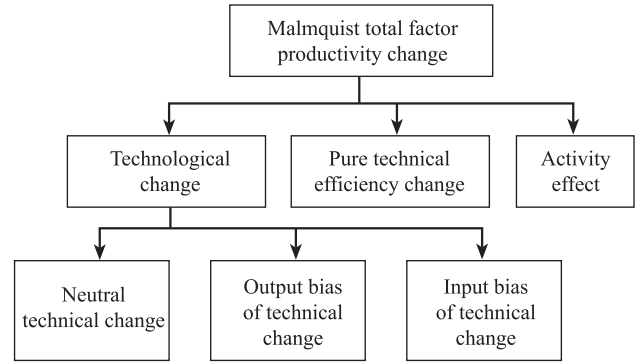 Malmquist total factor
productivity change
Technological
change
Pure technical
efficiency change
Activity
effect
Neutral
technical change
Output bias
of technical
change
Input bias
of technical
change